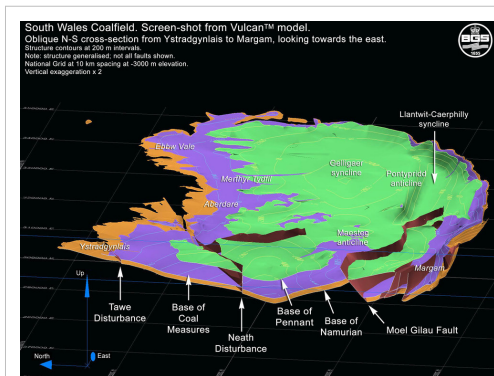 South Wales Coalfield. Screen-shot from Vulcan™ model.
Oblique N-S cross-section from Ystradgynlais to Margam, looking towards the east.
Structure contours at 200 m intervals.
Note: structure generalised; not all faults shown.
National Grid at 10 km spacing at -3000 m elevation.
Vertical exaggeration x 2
BGS
Llantwit-Caerphilly
syncline
Ebbw Vale
Gelligaer
syncline
Merthyr Tydfil
Pontypridd
anticline
Aberdare
Maesteg
anticline
Ystradgynlais
Margam
Up
Tawe
Disturbance
Base of
Coal
Measures
Neath
Disturbance
Base of
Pennant
Base of
Namurian
Moel Gilau Fault
North
East